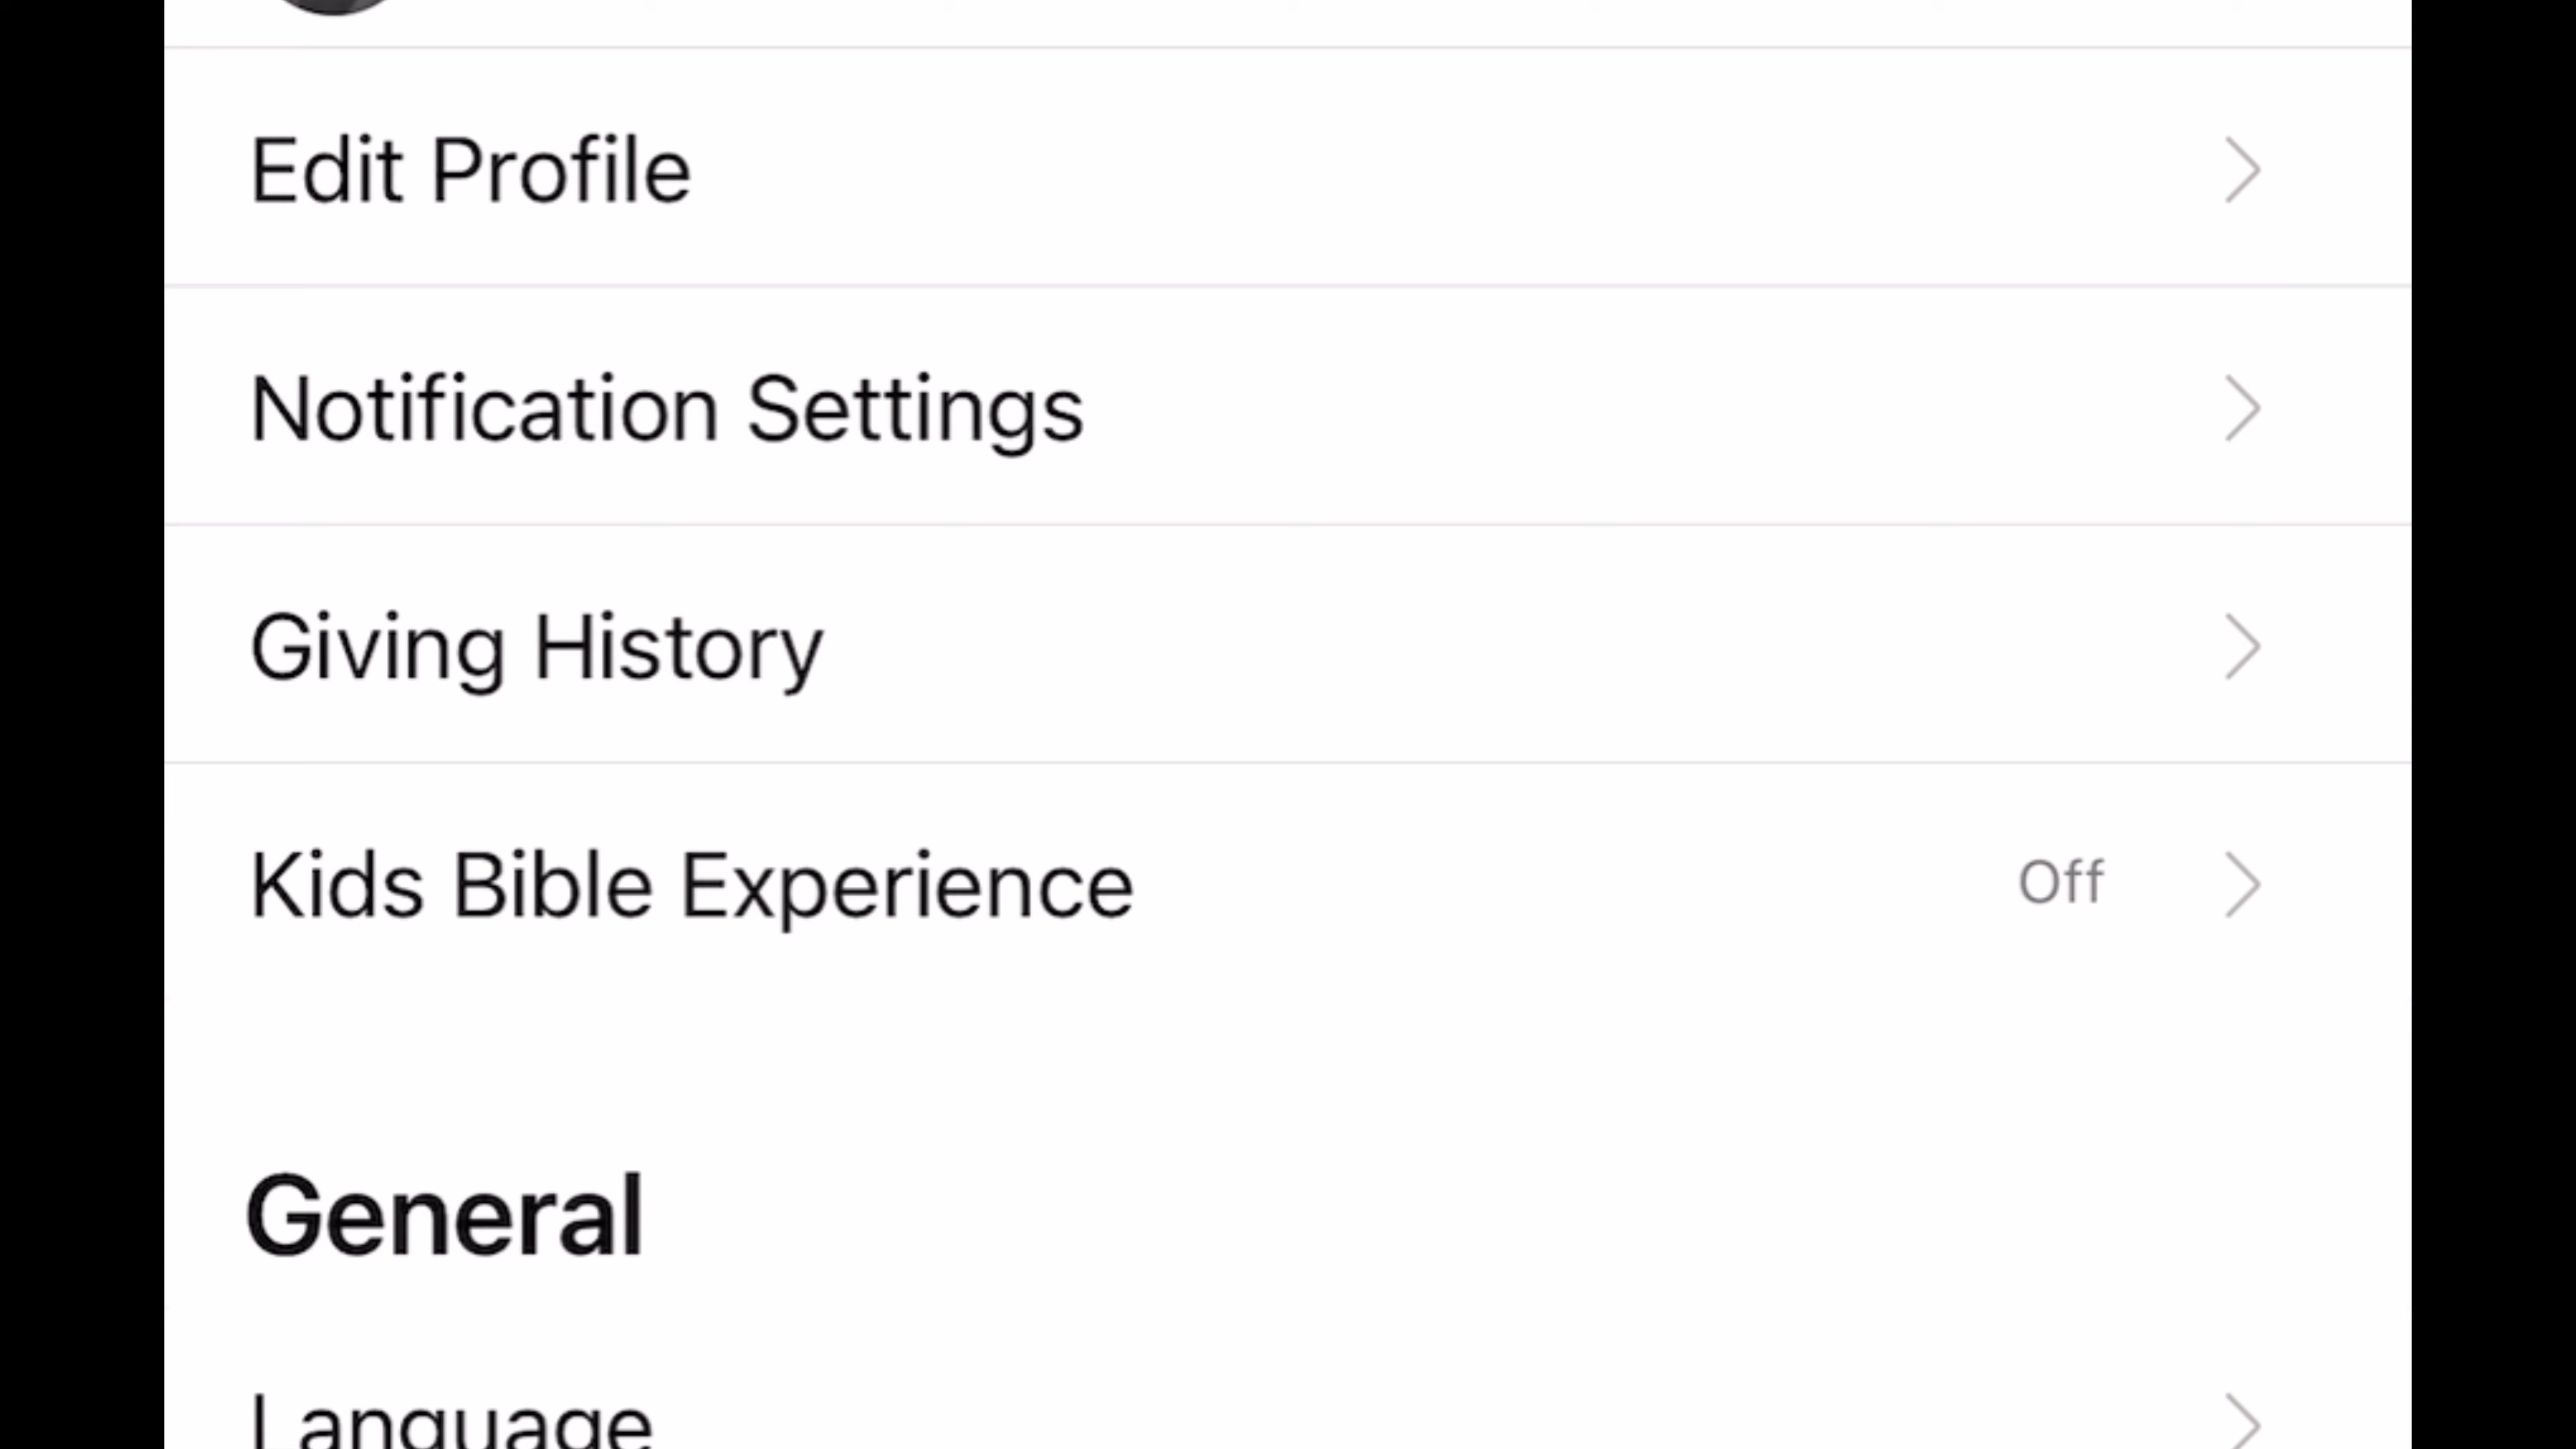 Edit Profile
Notification Settings
Giving History
Kids Bible Experience Off
General
Language